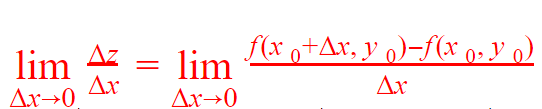 lim Δz/Δx = lim f(x₀+Δx, y₀)−f(x₀, y₀)/Δx
Δx→0 Δx→0